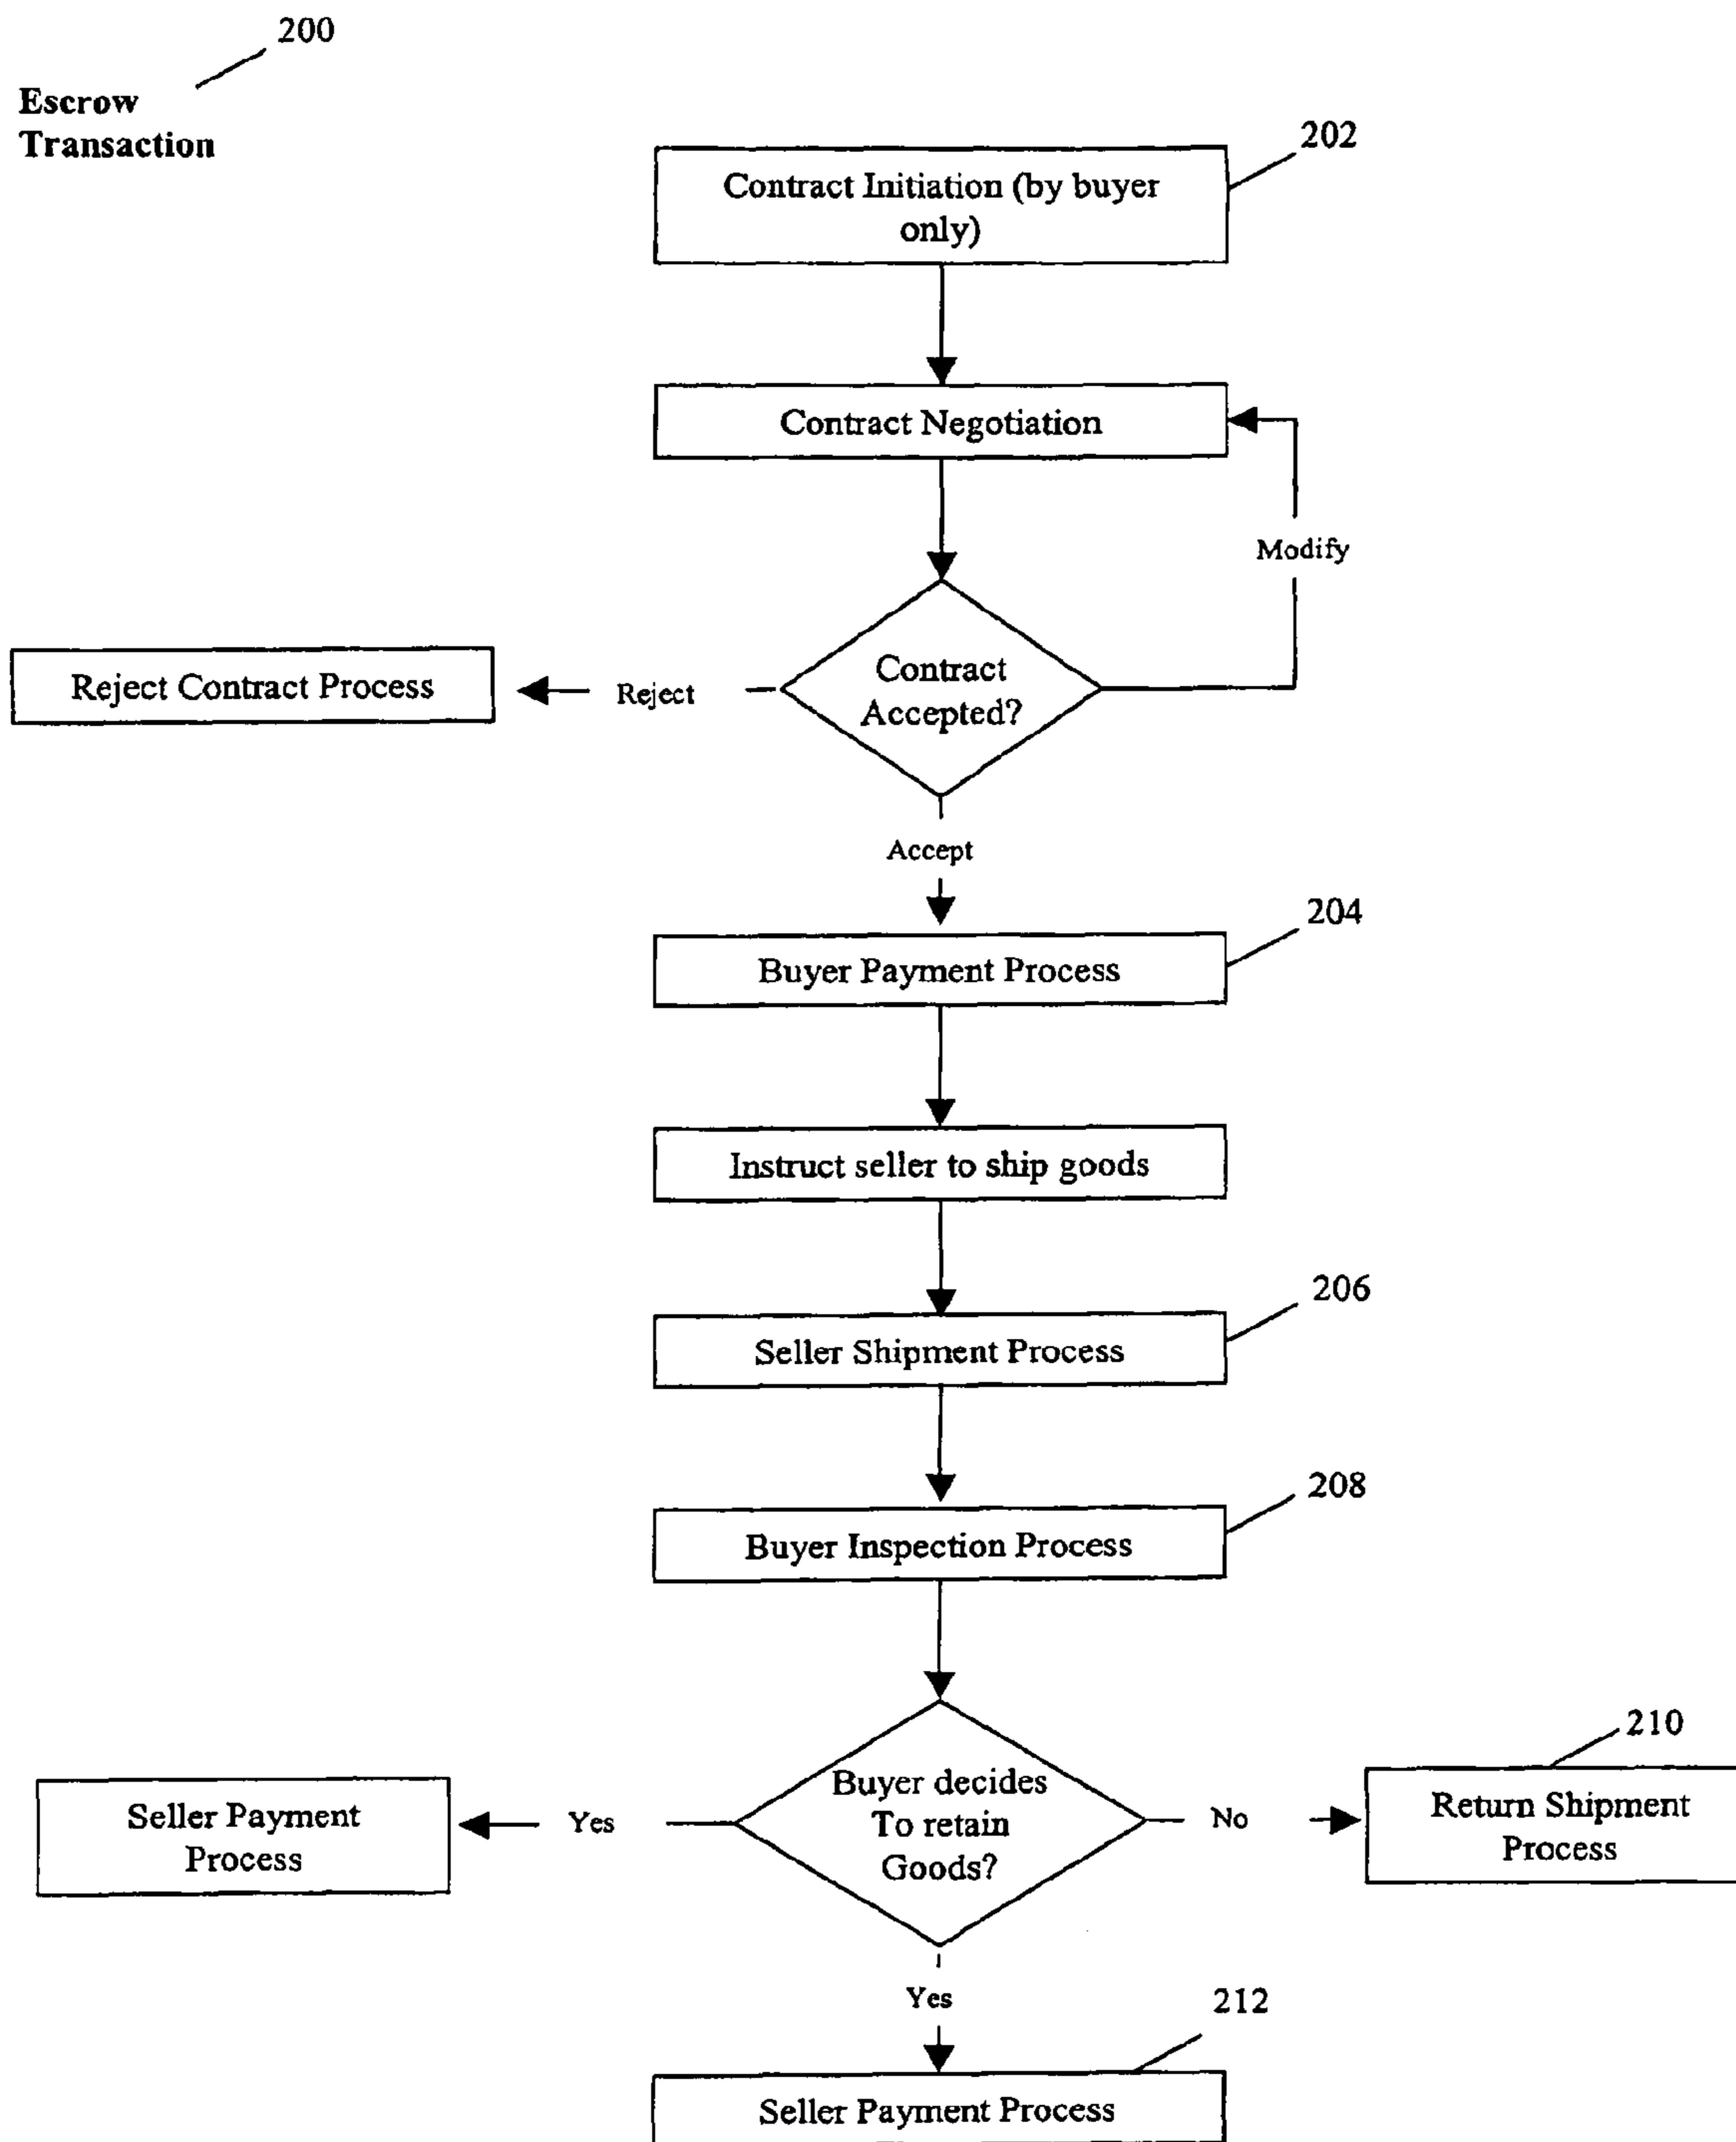 200
Escrow
Transaction
202
Contract Initiation (by buyer
only)
Contract Negotiation
Modify
Contract
Accepted?
Reject
Reject Contract Process
Accept
204
Buyer Payment Process
Instruct seller to ship goods
206
Seller Shipment Process
208
Buyer Inspection Process
210
Buyer decides
To retain
Goods?
Yes
Seller Payment
Process
No
Return Shipment
Process
Yes
212
Seller Payment Process